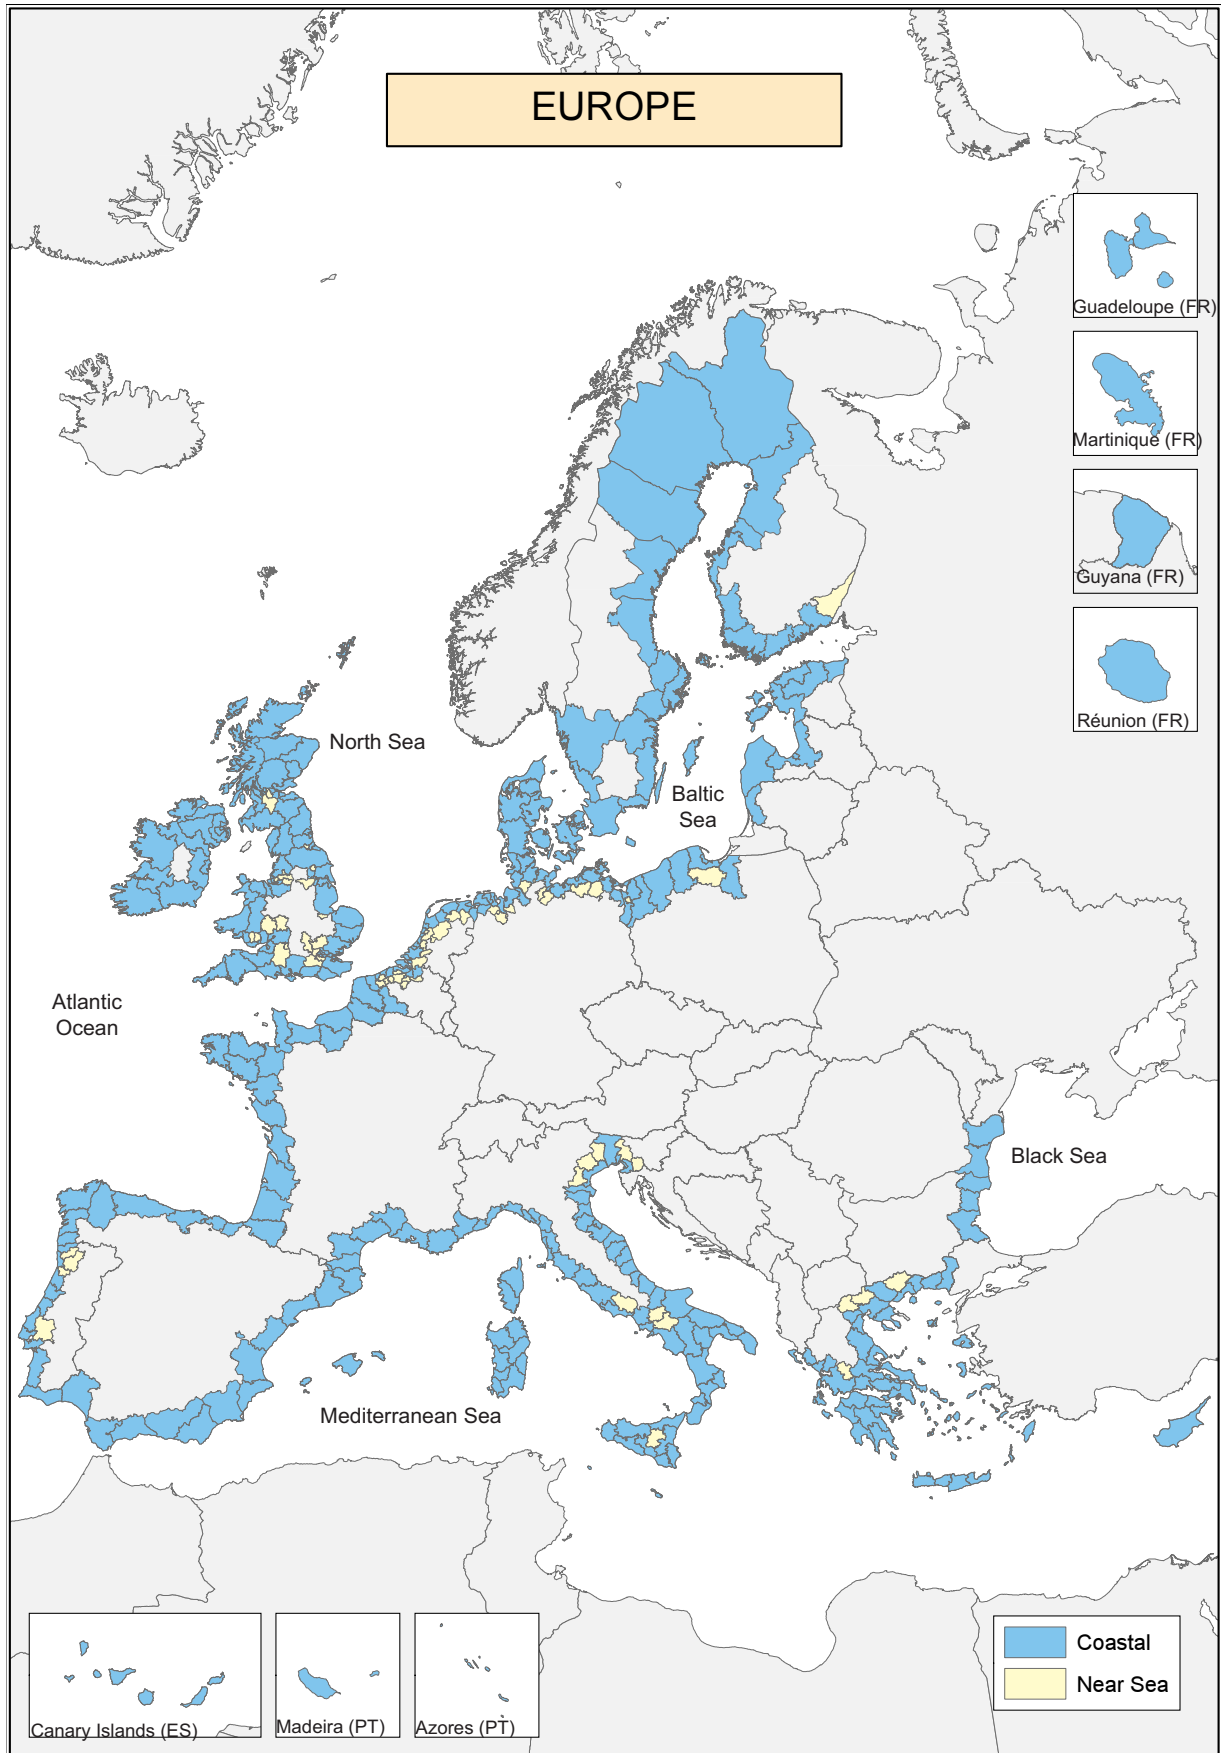 EUROPE
Guadeloupe (FR)
Martinique (FR)
Guyana (FR)
Réunion (FR)
North Sea
Baltic
Sea
Atlantic
Ocean
Black Sea
Mediterranean Sea
Canary Islands (ES)
Madeira (PT)
Azores (PT)
Coastal
Near Sea